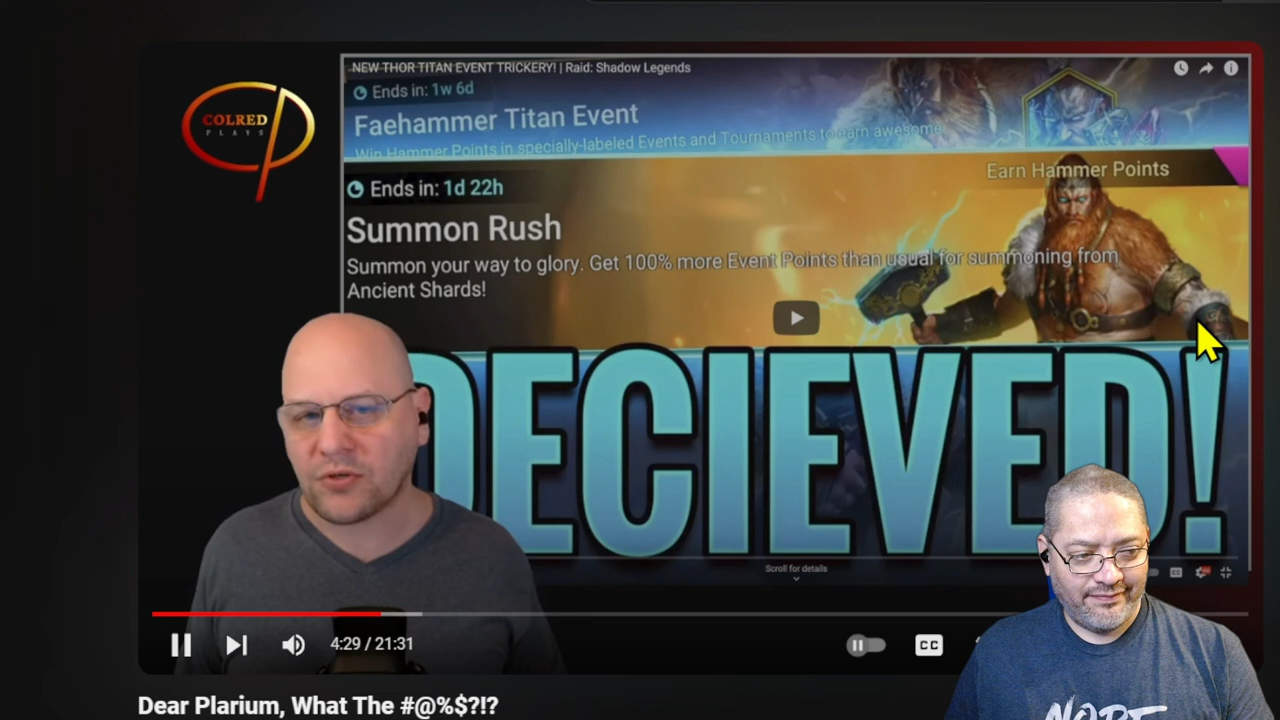 COLRED
PLAYS
NEW THOR TITAN EVENT TRICKERY! | Raid: Shadow Legends
Ends in: 1w 6d
Faehammer Titan Event
Win Hammer Points in specially-labeled Events and Tournaments to earn awesome
Earn Hammer Points
Ends in: 1d 22h
Summon Rush
Summon your way to glory. Get 100% more Event Points than usual for summoning from
Ancient Shards!
DECIEVED!
Scroll for details
4:29 / 21:31
CC
Dear Plarium, What The #@%$?!?